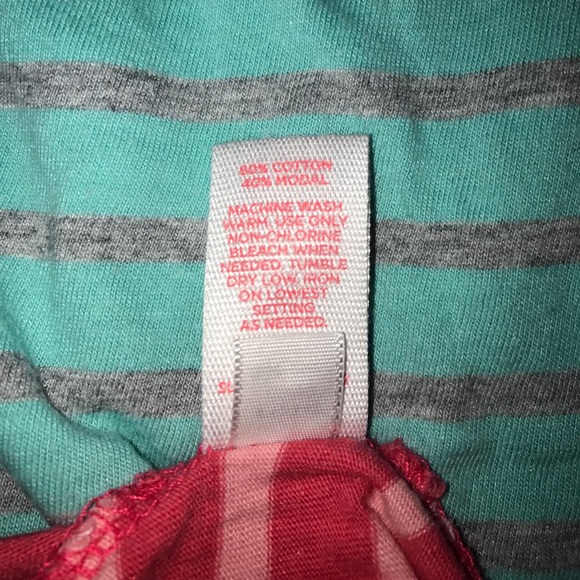 60% COTTON
40% MODAL
MACHINE WASH
WARM, USE ONLY
NON-CHLORINE
BLEACH WHEN
NEEDED, TUMBLE
DRY LOW, IRON
ON LOWEST
SETTING
AS NEEDED.